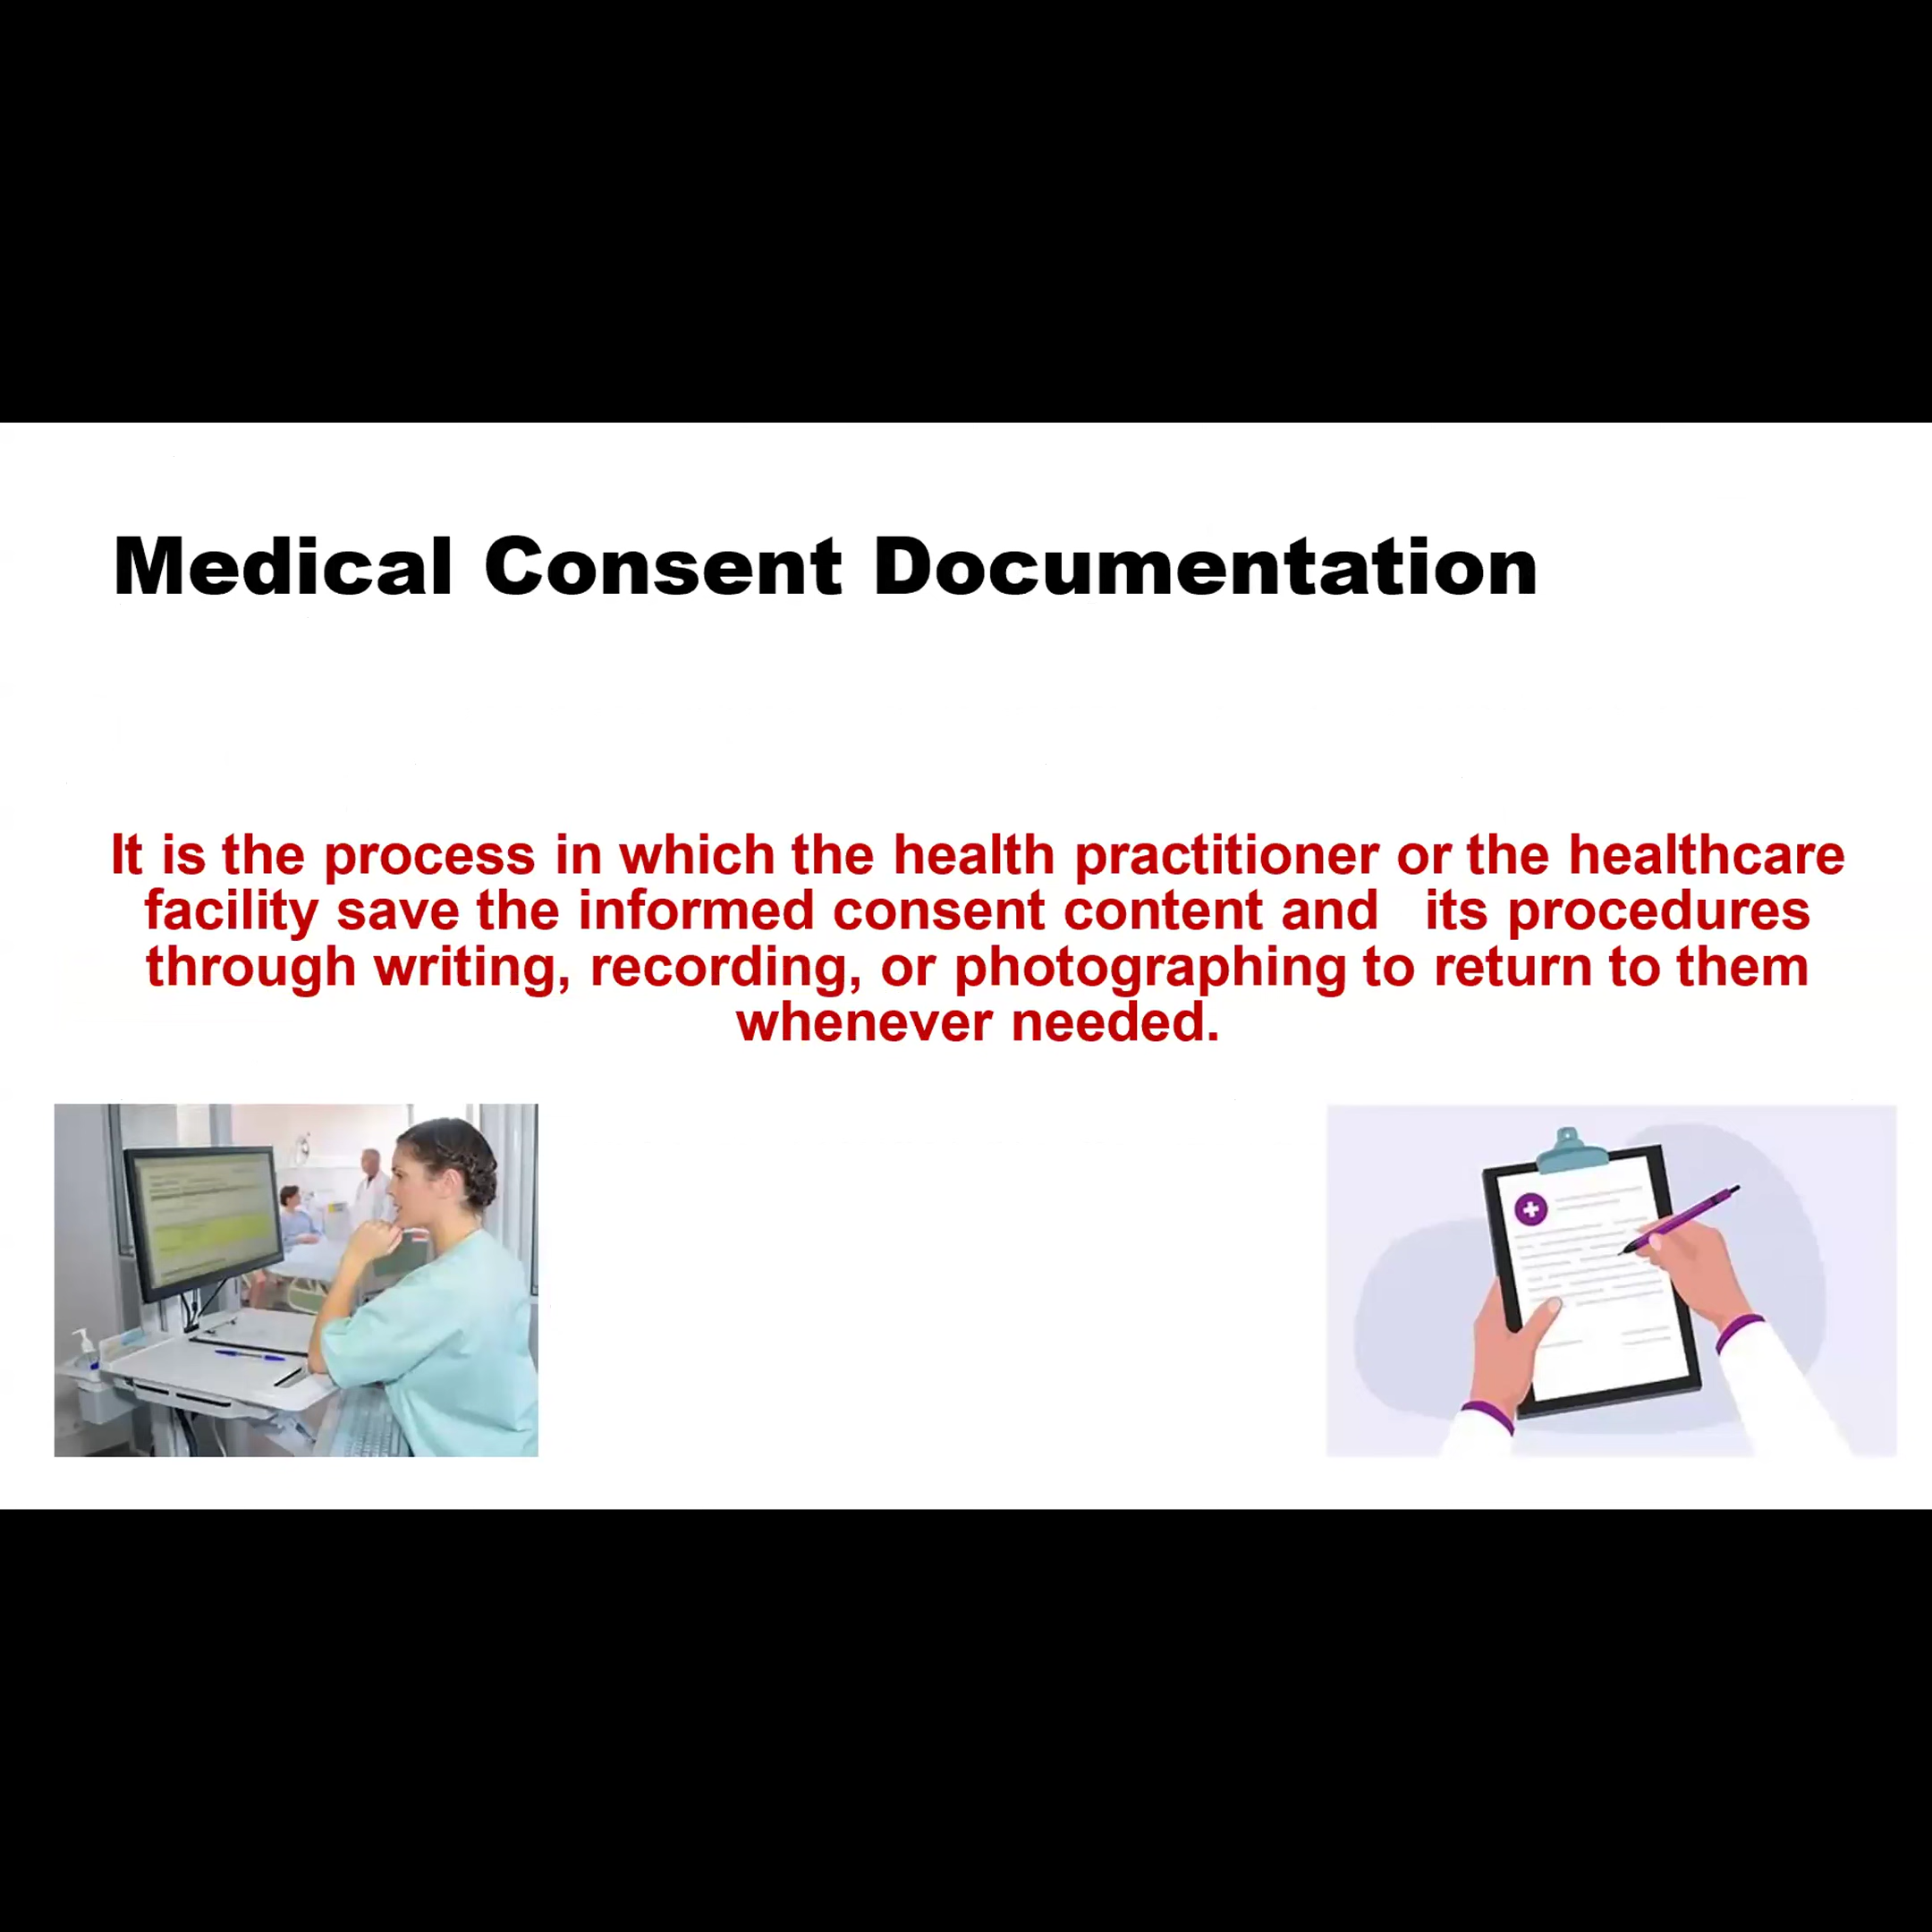 Medical Consent Documentation
It is the process in which the health practitioner or the healthcare
facility save the informed consent content and its procedures
through writing, recording, or photographing to return to them
whenever needed.